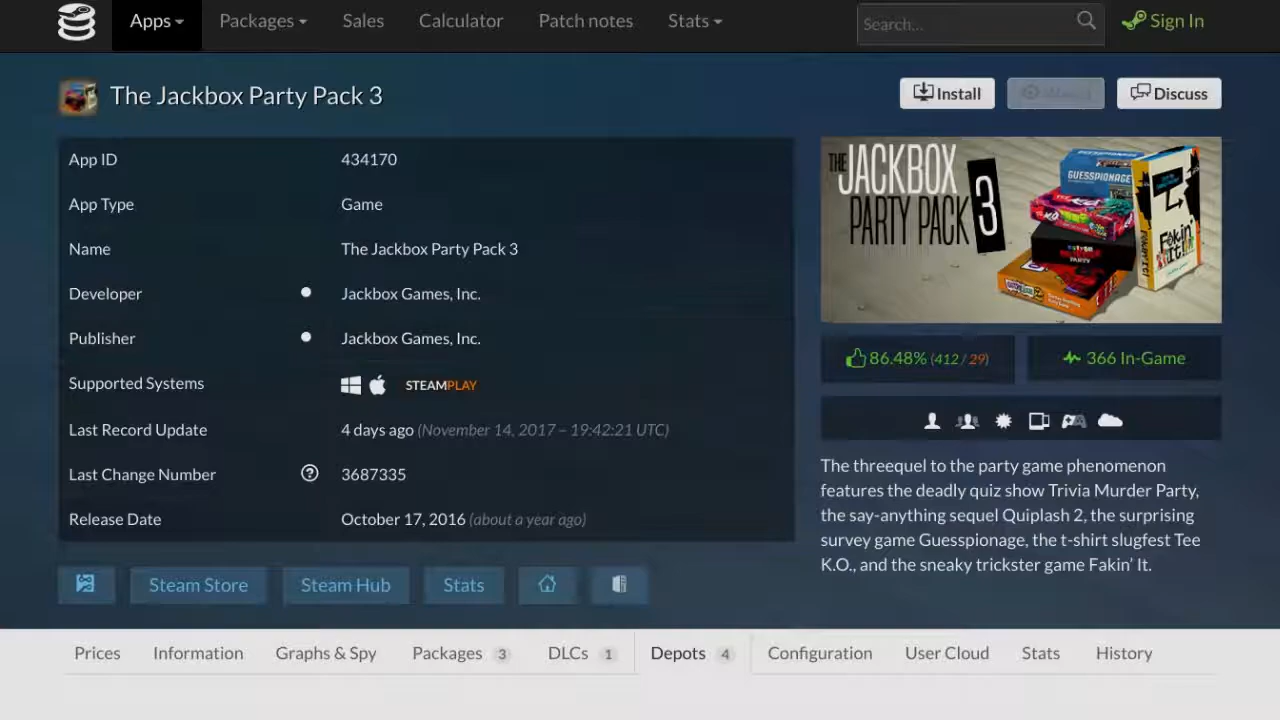 Apps Packages Sales Calculator Patch notes Stats Search... Sign In
The Jackbox Party Pack 3
Install Discuss
App ID 434170
App Type Game
Name The Jackbox Party Pack 3
Developer Jackbox Games, Inc.
Publisher Jackbox Games, Inc.
Supported Systems STEAMPLAY
Last Record Update 4 days ago (November 14, 2017 – 19:42:21 UTC)
Last Change Number 3687335
Release Date October 17, 2016 (about a year ago)
Steam Store Steam Hub Stats
THE JACKBOX PARTY PACK 3
GUESSPIONAGE
Fakin' It!
86.48% (412 / 29) 366 In-Game
The threequel to the party game phenomenon
features the deadly quiz show Trivia Murder Party,
the say-anything sequel Quiplash 2, the surprising
survey game Guesspionage, the t-shirt slugfest Tee
K.O., and the sneaky trickster game Fakin' It.
Prices Information Graphs & Spy Packages 3 DLCs 1 Depots 4 Configuration User Cloud Stats History